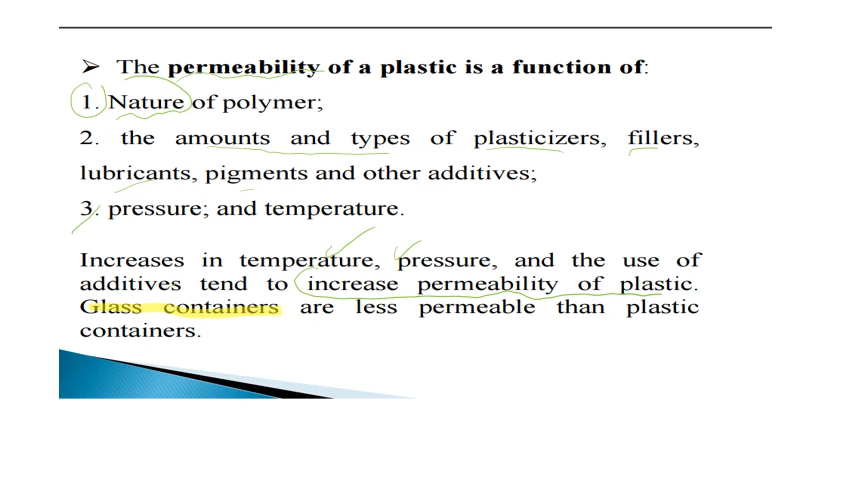 ➢ The permeability of a plastic is a function of:
1. Nature of polymer;
2. the amounts and types of plasticizers, fillers,
lubricants, pigments and other additives;
3. pressure; and temperature.
Increases in temperature, pressure, and the use of
additives tend to increase permeability of plastic.
Glass containers are less permeable than plastic
containers.